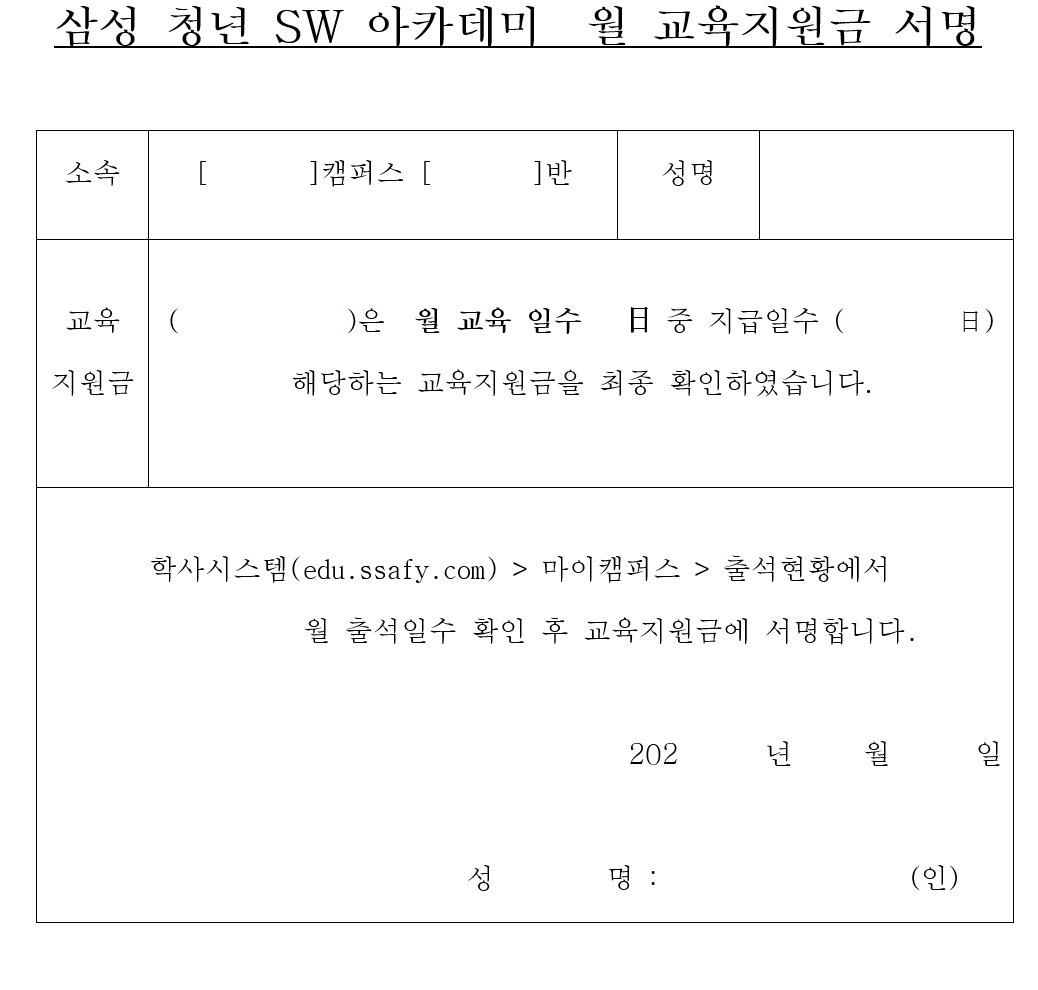 삼성 청년 SW 아카데미 월 교육지원금 서명
소속 [ ]캠퍼스 [ ]반 성명
교육 ( )은 월 교육 일수 日 중 지급일수 ( 日)
지원금 해당하는 교육지원금을 최종 확인하였습니다.
학사시스템(edu.ssafy.com) > 마이캠퍼스 > 출석현황에서
월 출석일수 확인 후 교육지원금에 서명합니다.
202 년 월 일
성 명 : (인)